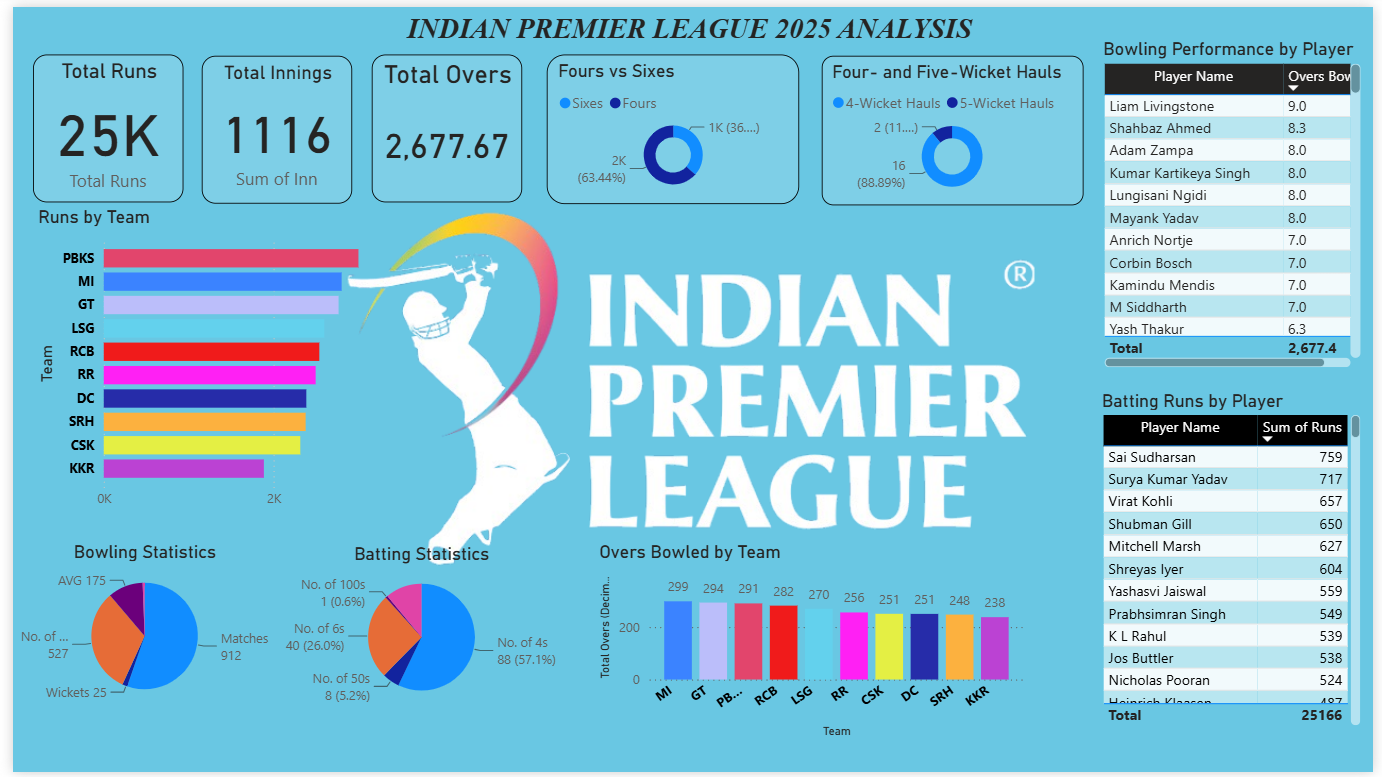 INDIAN PREMIER LEAGUE 2025 ANALYSIS
Total Runs
25K
Total Runs
Total Innings
1116
Sum of Inn
Total Overs
2,677.67
Fours vs Sixes
Sixes Fours
1K (36....)
2K
(63.44%)
Four- and Five-Wicket Hauls
4-Wicket Hauls 5-Wicket Hauls
2 (11....)
16
(88.89%)
Bowling Performance by Player
Player Name Overs Bow
Liam Livingstone 9.0
Shahbaz Ahmed 8.3
Adam Zampa 8.0
Kumar Kartikeya Singh 8.0
Lungisani Ngidi 8.0
Mayank Yadav 8.0
Anrich Nortje 7.0
Corbin Bosch 7.0
Kamindu Mendis 7.0
M Siddharth 7.0
Yash Thakur 6.3
Total 2,677.4
Runs by Team
Team
PBKS
MI
GT
LSG
RCB
RR
DC
SRH
CSK
KKR
0K 2K
INDIAN ®
PREMIER
LEAGUE
Batting Runs by Player
Player Name Sum of Runs
Sai Sudharsan 759
Surya Kumar Yadav 717
Virat Kohli 657
Shubman Gill 650
Mitchell Marsh 627
Shreyas Iyer 604
Yashasvi Jaiswal 559
Prabhsimran Singh 549
K L Rahul 539
Jos Buttler 538
Nicholas Pooran 524
Heinrich Klaasen 487
Total 25166
Bowling Statistics
AVG 175
No. of ...
527
Wickets 25
Matches
912
Batting Statistics
No. of 100s
1 (0.6%)
No. of 6s
40 (26.0%)
No. of 50s
8 (5.2%)
No. of 4s
88 (57.1%)
Overs Bowled by Team
Total Overs (Decim...
200
0
299 294 291 282 270 256 251 251 248 238
MI GT PB... RCB LSG RR CSK DC SRH KKR
Team